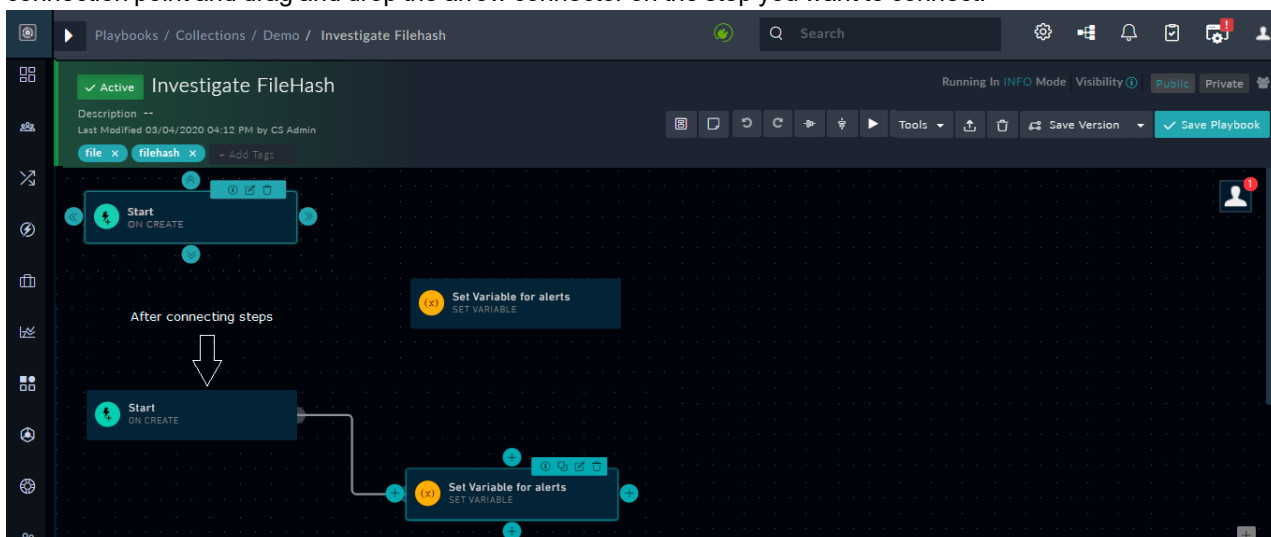 connection point and drag and drop the arrow connector on the step you want to connect.
Playbooks / Collections / Demo / Investigate Filehash
Search
Active Investigate FileHash
Running In INFO Mode Visibility Public Private
Description --
Last Modified 03/04/2020 04:12 PM by CS Admin
Tools Save Version Save Playbook
file × filehash × + Add Tags
1
Start
ON CREATE
(x) Set Variable for alerts
SET VARIABLE
After connecting steps
Start
ON CREATE
(x) Set Variable for alerts
SET VARIABLE